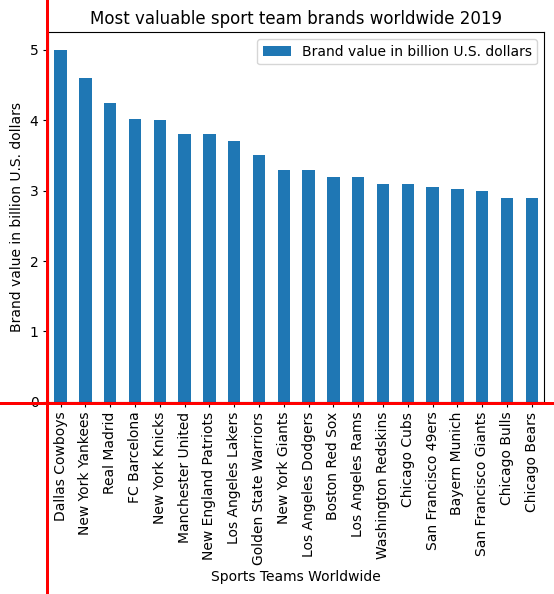 Most valuable sport team brands worldwide 2019
Brand value in billion U.S. dollars
Brand value in billion U.S. dollars
5
4
3
2
1
0
Dallas Cowboys
New York Yankees
Real Madrid
FC Barcelona
New York Knicks
Manchester United
New England Patriots
Los Angeles Lakers
Golden State Warriors
New York Giants
Los Angeles Dodgers
Boston Red Sox
Los Angeles Rams
Washington Redskins
Chicago Cubs
San Francisco 49ers
Bayern Munich
San Francisco Giants
Chicago Bulls
Chicago Bears
Sports Teams Worldwide